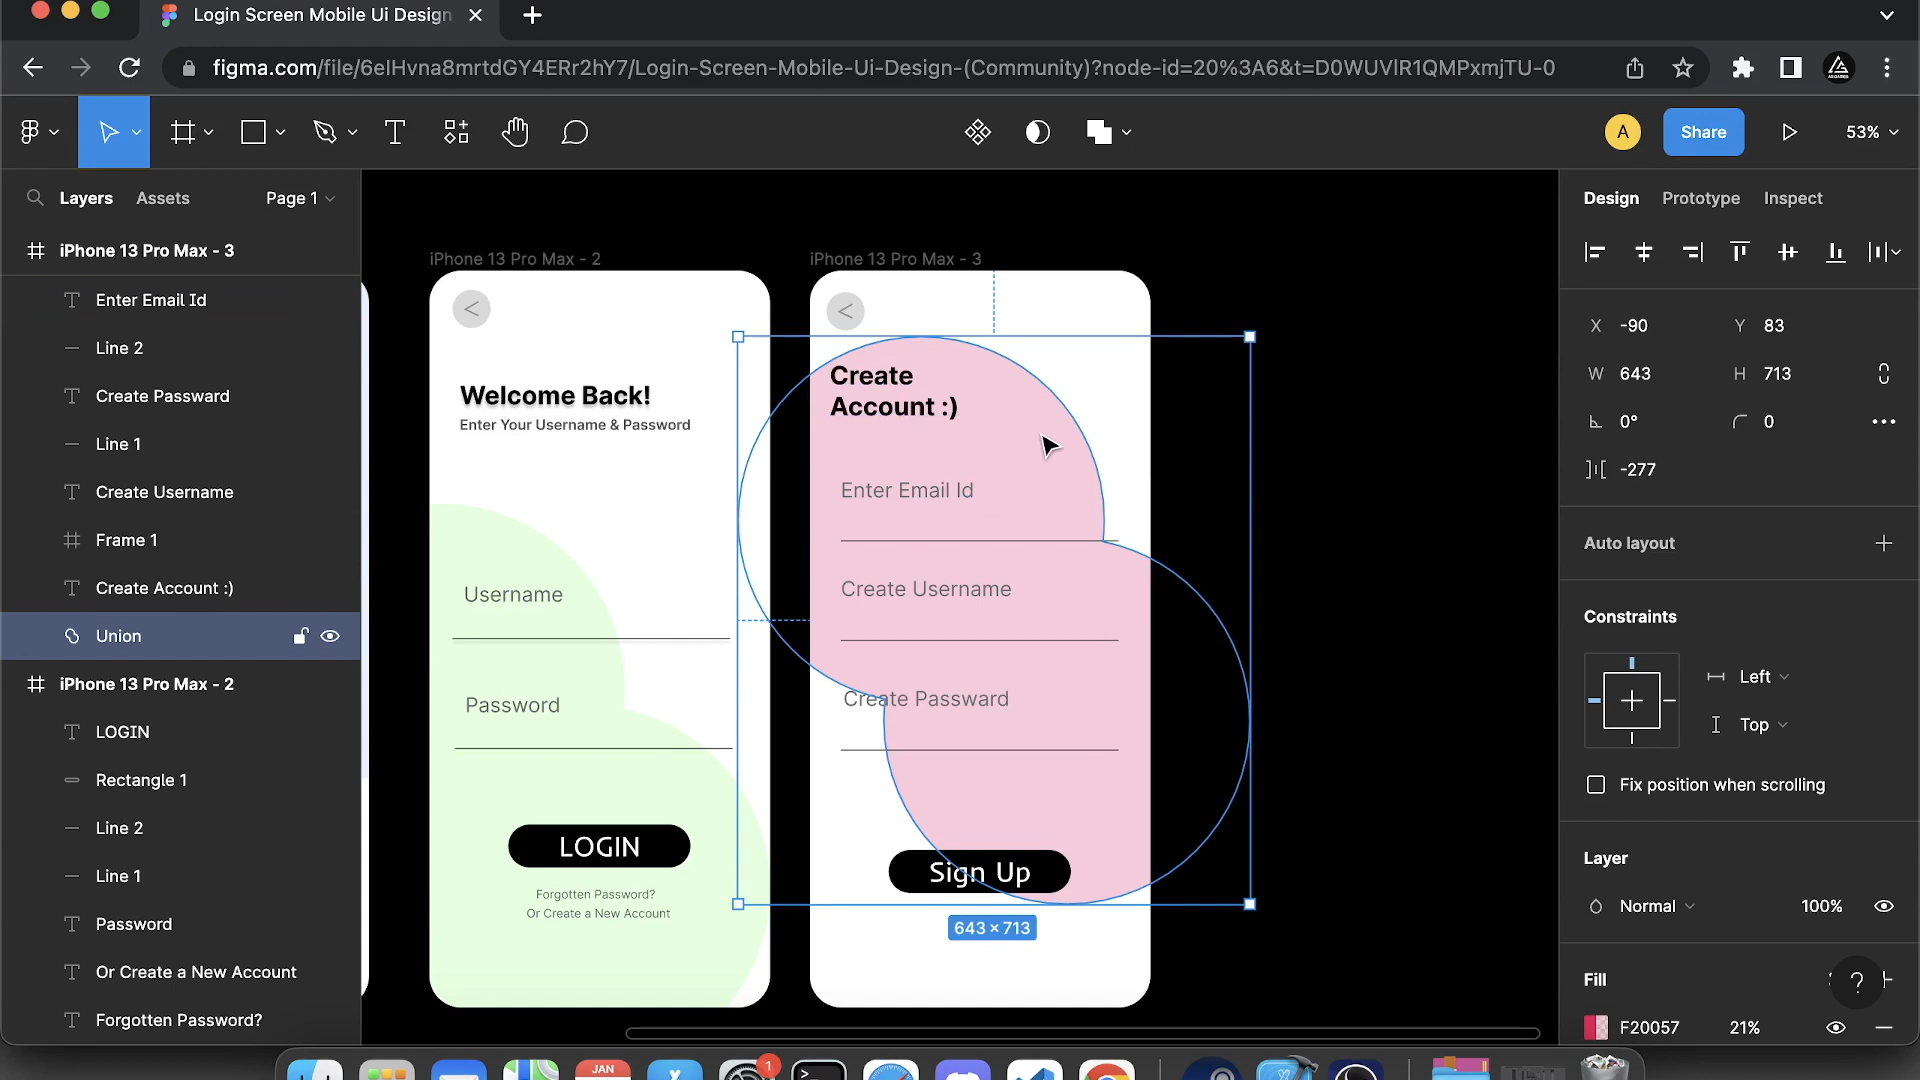 Login Screen Mobile Ui Design
figma.com/file/6elHvna8mrtdGY4ERr2hY7/Login-Screen-Mobile-Ui-Design-(Community)?node-id=20%3A6&t=D0WUVlR1QMPxmjTU-0
A
Share
53%
Layers
Assets
Page 1
iPhone 13 Pro Max - 3
Enter Email Id
Line 2
Create Passward
Line 1
Create Username
Frame 1
Create Account :)
Union
iPhone 13 Pro Max - 2
LOGIN
Rectangle 1
Line 2
Line 1
Password
Or Create a New Account
Forgotten Password?
iPhone 13 Pro Max - 2
<
Welcome Back!
Enter Your Username & Password
Username
Password
LOGIN
Forgotten Password?
Or Create a New Account
iPhone 13 Pro Max - 3
<
Create
Account :)
Enter Email Id
Create Username
Create Passward
Sign Up
643 × 713
Design
Prototype
Inspect
X -90
Y 83
W 643
H 713
0°
0
-277
Auto layout
Constraints
Left
Top
Fix position when scrolling
Layer
Normal
100%
Fill
?
F20057
21%
JAN
1